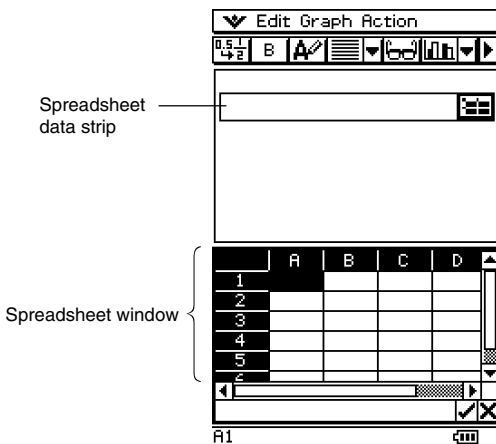 Edit Graph Action
B
Spreadsheet
data strip
A B C D
1
2
3
4
5
Spreadsheet window
A1